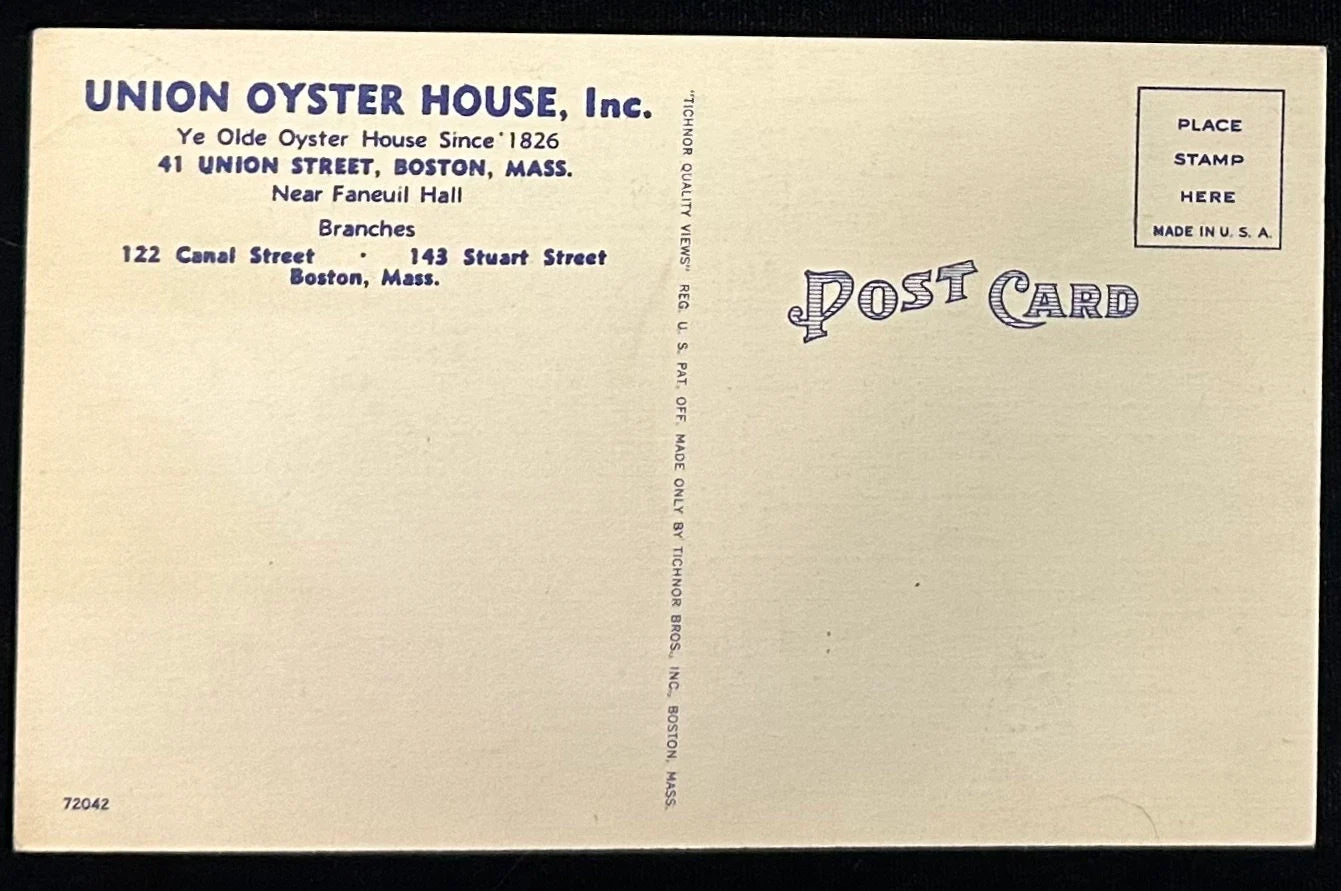 UNION OYSTER HOUSE, Inc.
Ye Olde Oyster House Since 1826
41 UNION STREET, BOSTON, MASS.
Near Faneuil Hall
Branches
122 Canal Street · 143 Stuart Street
Boston, Mass.
72042
"TICHNOR QUALITY VIEWS" REG. U. S. PAT. OFF. MADE ONLY BY TICHNOR BROS., INC., BOSTON, MASS.
PLACE
STAMP
HERE
MADE IN U. S. A.
POST CARD